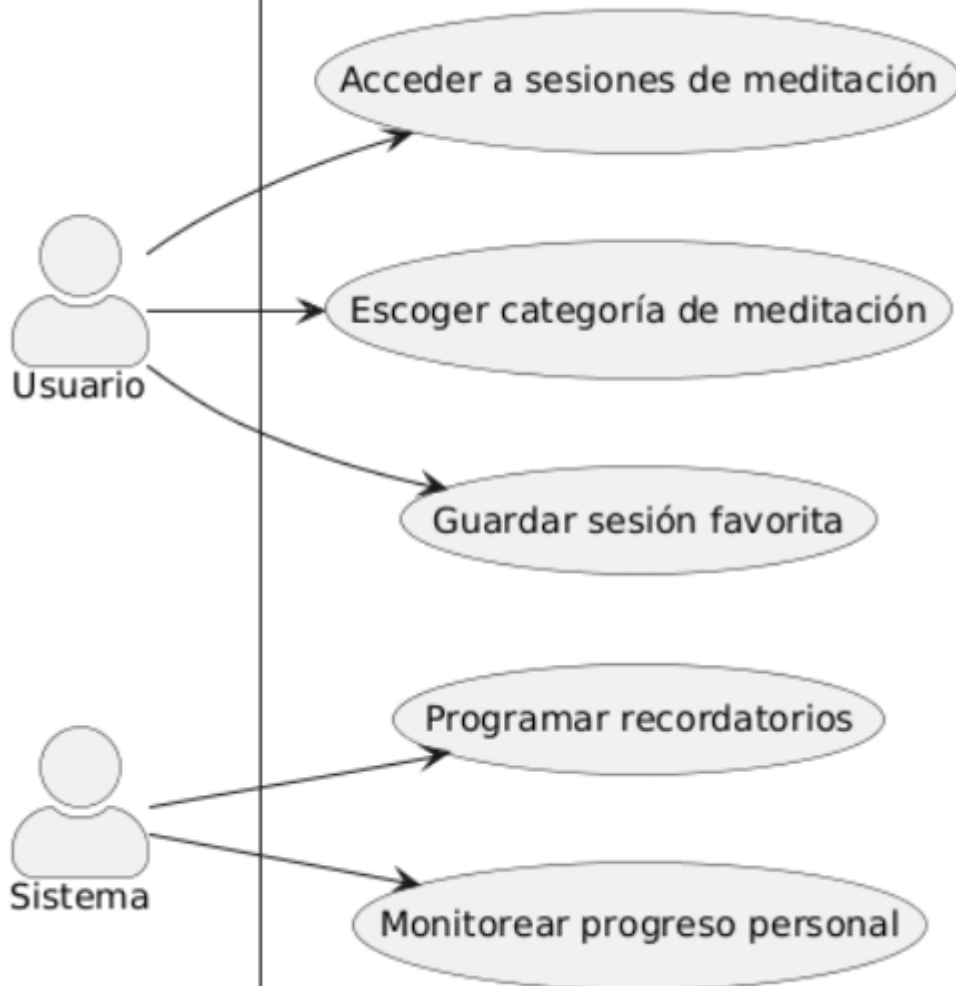 Acceder a sesiones de meditación
Escoger categoría de meditación
Usuario
Guardar sesión favorita
Programar recordatorios
Sistema
Monitorear progreso personal